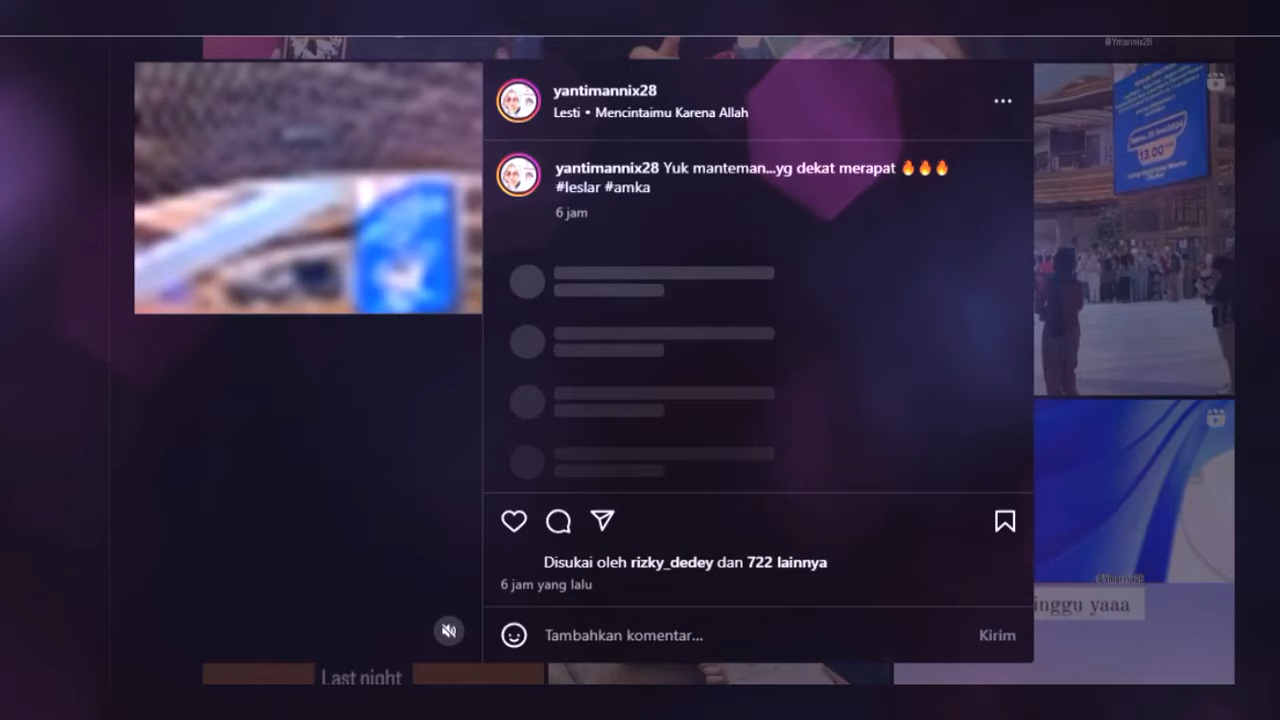 @Ymannix28
yantimannix28
Lesti • Mencintaimu Karena Allah
yantimannix28 Yuk manteman...yg dekat merapat 🔥🔥🔥
#leslar #amka
6 jam
13.00
Disukai oleh rizky_dedey dan 722 lainnya
6 jam yang lalu
Tambahkan komentar...
Kirim
inggu yaaa
Last night